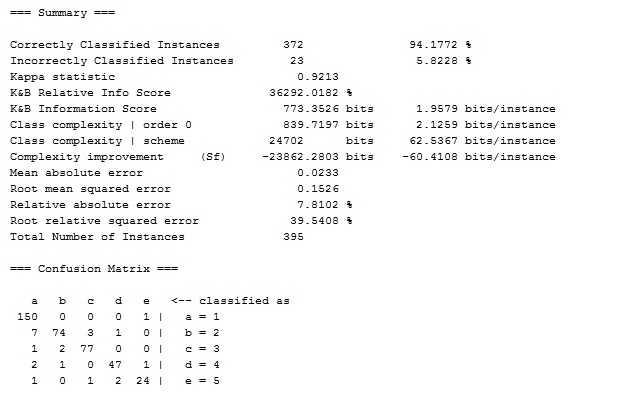 === Summary ===
Correctly Classified Instances 372 94.1772 %
Incorrectly Classified Instances 23 5.8228 %
Kappa statistic 0.9213
K&B Relative Info Score 36292.0182 %
K&B Information Score 773.3526 bits 1.9579 bits/instance
Class complexity | order 0 839.7197 bits 2.1259 bits/instance
Class complexity | scheme 24702 bits 62.5367 bits/instance
Complexity improvement (Sf) -23862.2803 bits -60.4108 bits/instance
Mean absolute error 0.0233
Root mean squared error 0.1526
Relative absolute error 7.8102 %
Root relative squared error 39.5408 %
Total Number of Instances 395
=== Confusion Matrix ===
a b c d e <-- classified as
150 0 0 0 1 | a = 1
7 74 3 1 0 | b = 2
1 2 77 0 0 | c = 3
2 1 0 47 1 | d = 4
1 0 1 2 24 | e = 5